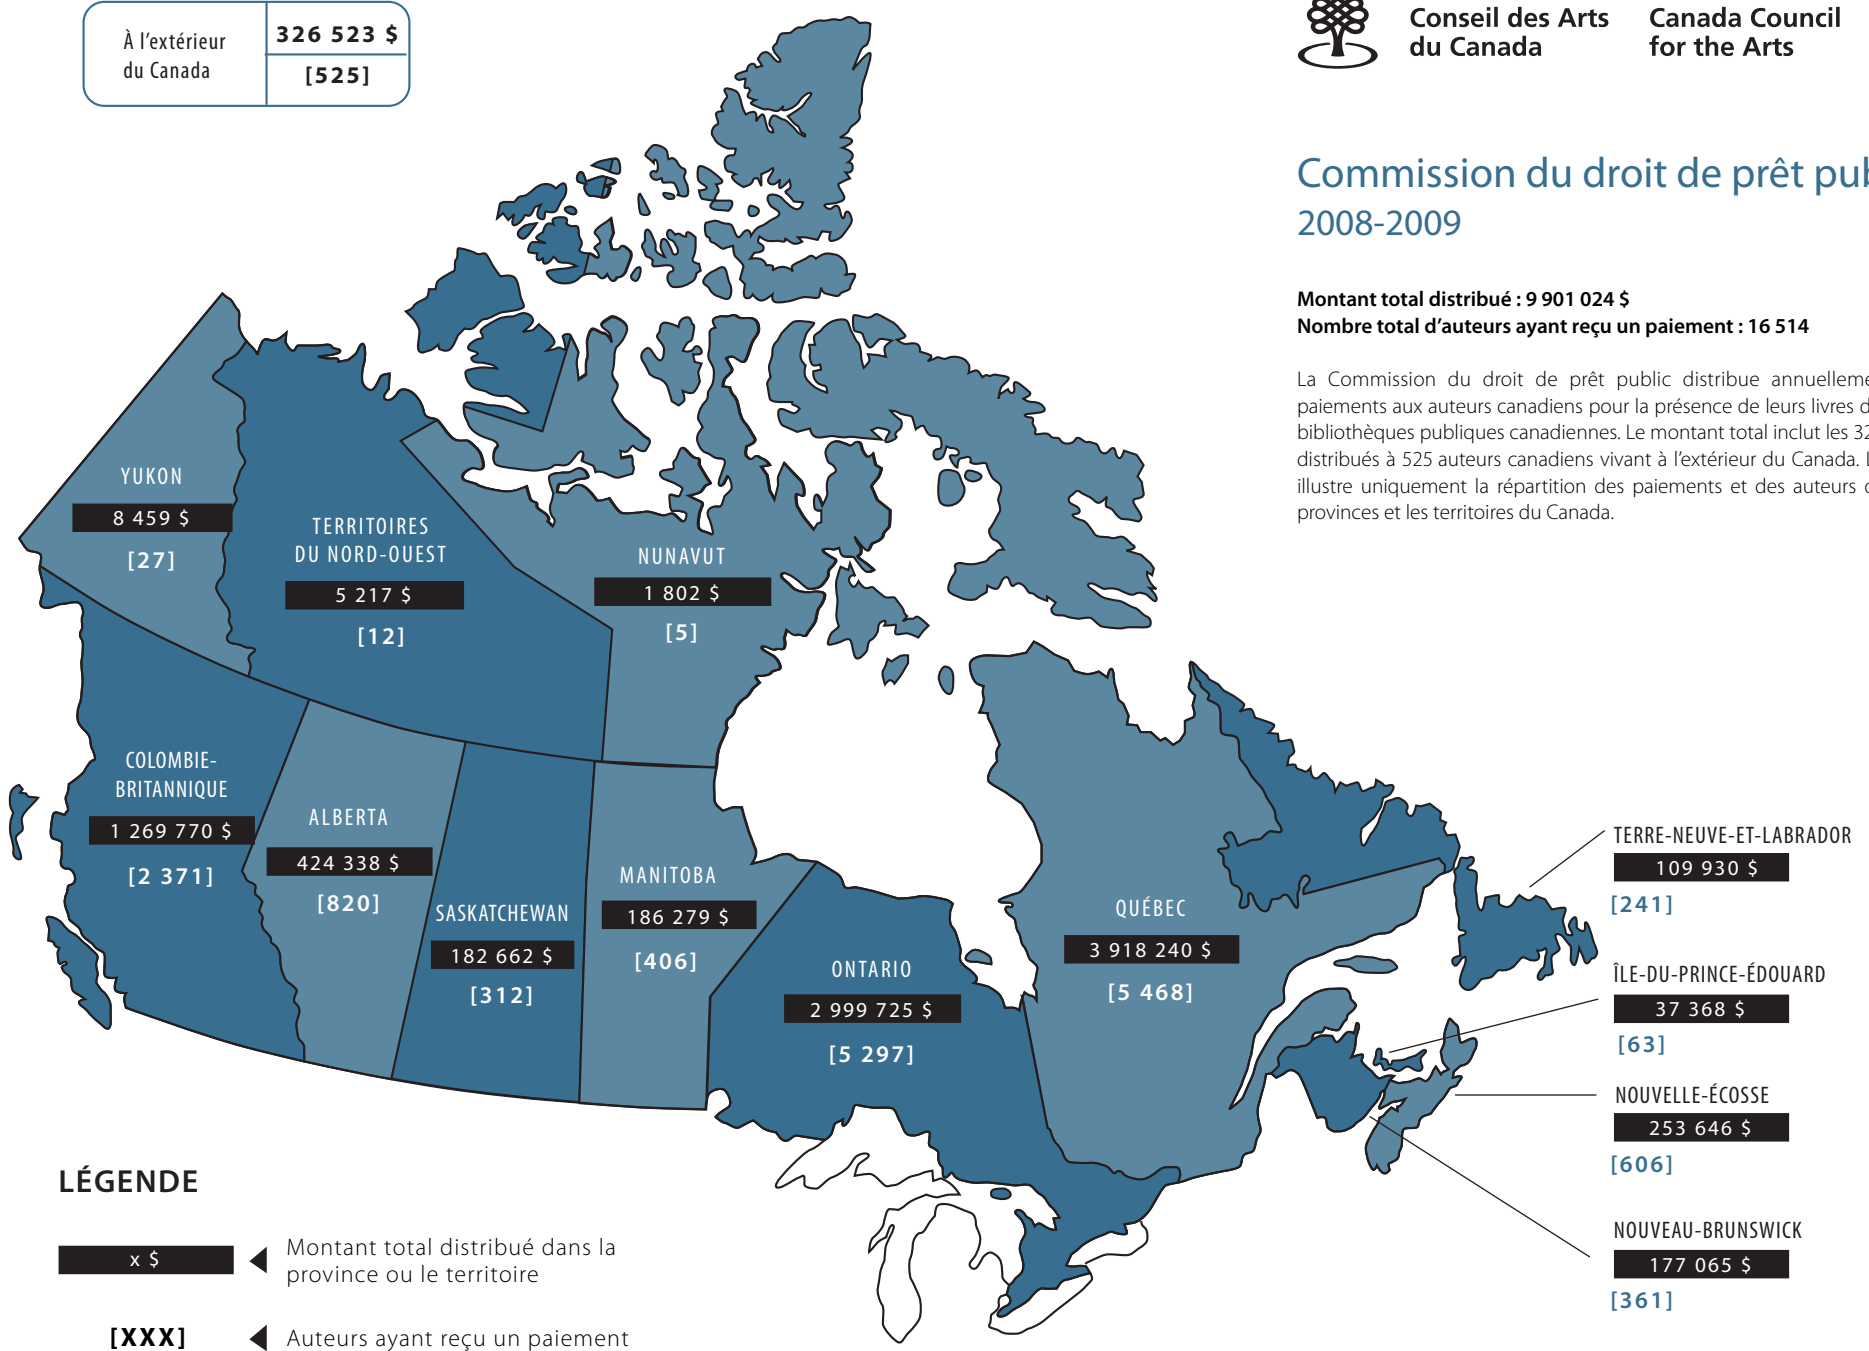 À l'extérieur
du Canada
326 523 $
[525]
Conseil des Arts
du Canada
Canada Council
for the Arts
Commission du droit de prêt pub
2008-2009
Montant total distribué : 9 901 024 $
Nombre total d'auteurs ayant reçu un paiement : 16 514
La Commission du droit de prêt public distribue annuelleme
paiements aux auteurs canadiens pour la présence de leurs livres d
bibliothèques publiques canadiennes. Le montant total inclut les 32
distribués à 525 auteurs canadiens vivant à l'extérieur du Canada. L
illustre uniquement la répartition des paiements et des auteurs d
provinces et les territoires du Canada.
YUKON
8 459 $
[27]
TERRITOIRES
DU NORD-OUEST
5 217 $
[12]
NUNAVUT
1 802 $
[5]
COLOMBIE-
BRITANNIQUE
1 269 770 $
[2 371]
ALBERTA
424 338 $
[820]
SASKATCHEWAN
182 662 $
[312]
MANITOBA
186 279 $
[406]
ONTARIO
2 999 725 $
[5 297]
QUÉBEC
3 918 240 $
[5 468]
TERRE-NEUVE-ET-LABRADOR
109 930 $
[241]
ÎLE-DU-PRINCE-ÉDOUARD
37 368 $
[63]
NOUVELLE-ÉCOSSE
253 646 $
[606]
NOUVEAU-BRUNSWICK
177 065 $
[361]
LÉGENDE
x $
Montant total distribué dans la
province ou le territoire
[XXX]
Auteurs ayant reçu un paiement